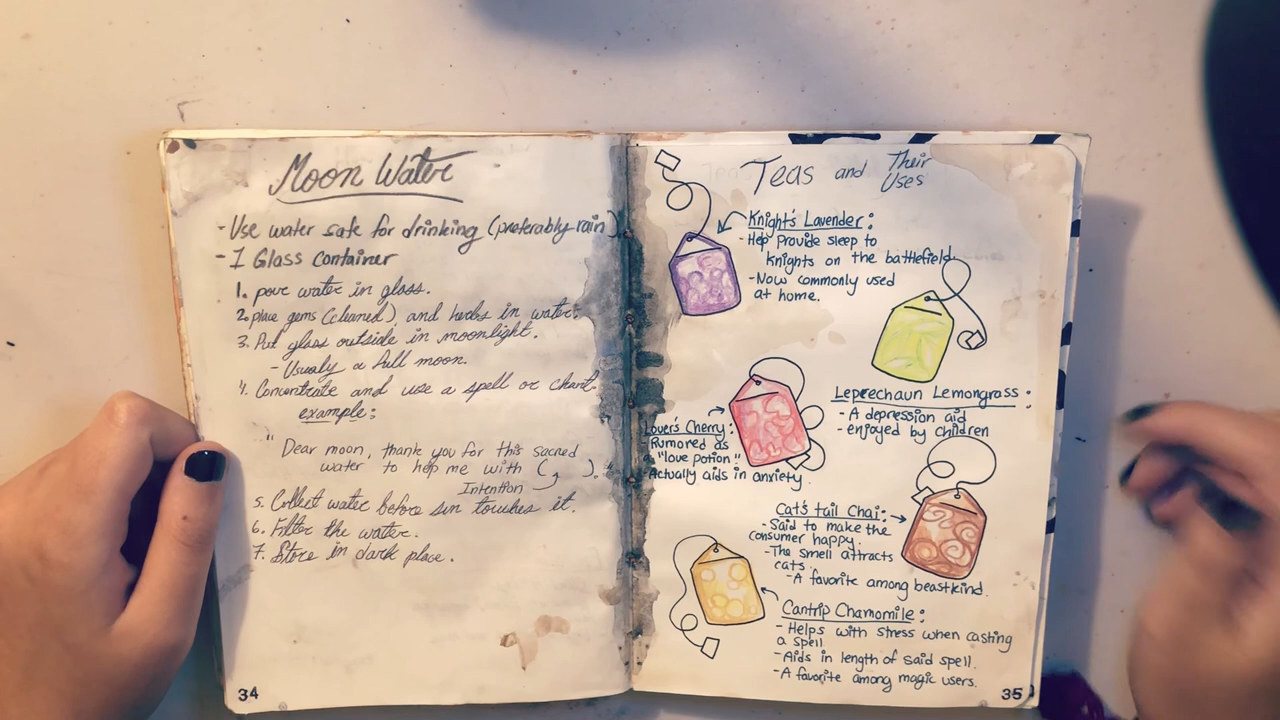 Moon Water
- Use water safe for drinking (preferably rain)
- 1 Glass container
1. pour water in glass.
2. place gems (cleaned), and herbs in water.
3. Put glass outside in moonlight.
- Usualy a full moon.
4. Concentrate and use a spell or chant.
example:
" Dear moon, thank you for this sacred
water to help me with ( , ). "
Intention
5. Collect water before sun touches it.
6. Filter the water.
7. Store in dark place.
34
Teas and Their
Uses
Knight's Lavender:
- Help Provide sleep to
Knights on the battlefield.
- Now commonly used
at home.
Leprechaun Lemongrass:
- A depression aid
- enjoyed by children
Lover's Cherry:
- Rumored as
a "love potion"
- Actually aids in anxiety.
Cat's tail Chai:
- Said to make the
consumer happy.
- The smell attracts
cats.
- A favorite among beastkind.
Cantrip Chamomile:
- Helps with stress when casting
a spell
- Aids in length of said spell.
- A favorite among magic users.
35